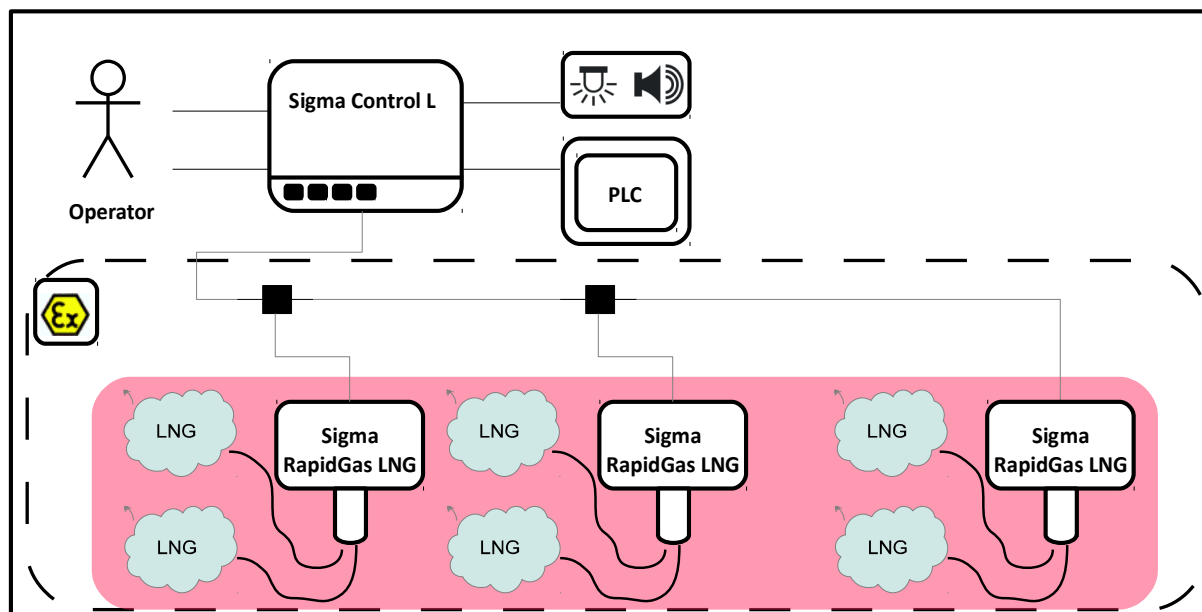 Sigma Control L
PLC
Operator
Ex
LNG
LNG
LNG
Sigma
RapidGas LNG
Sigma
RapidGas LNG
Sigma
RapidGas LNG
LNG
LNG
LNG